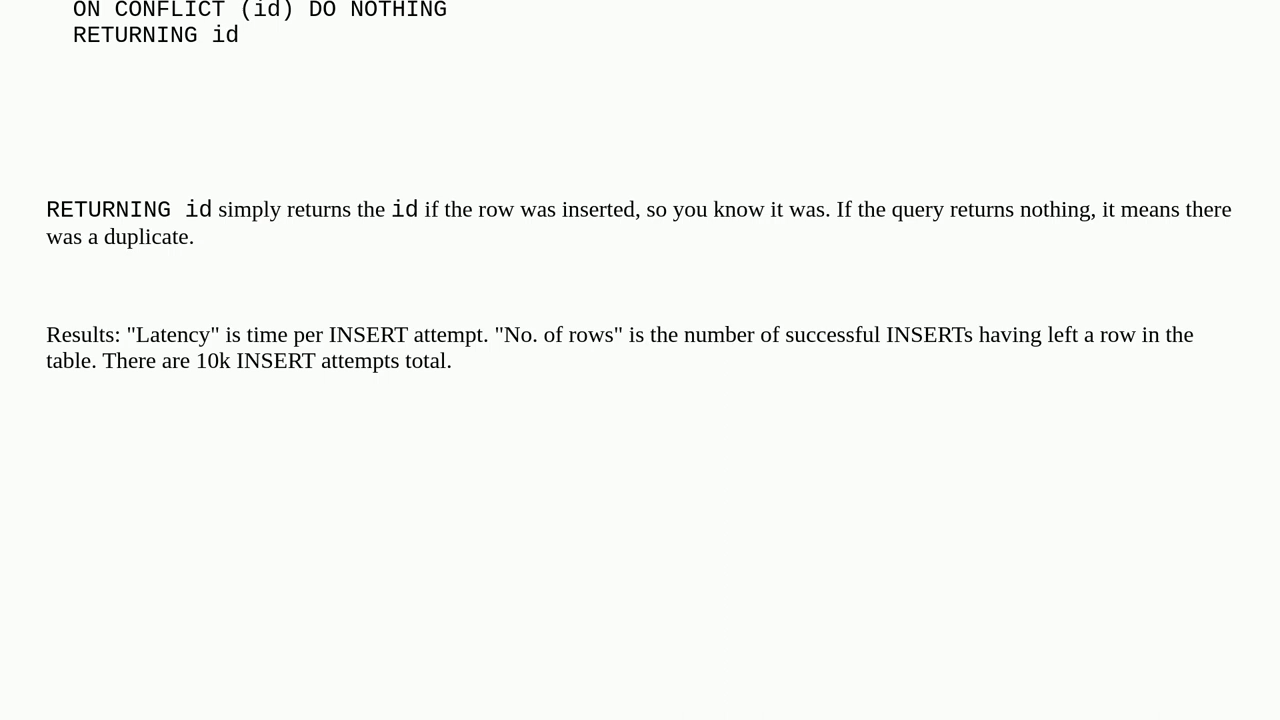 ON CONFLICT (id) DO NOTHING
RETURNING id
RETURNING id simply returns the id if the row was inserted, so you know it was. If the query returns nothing, it means there
was a duplicate.
Results: "Latency" is time per INSERT attempt. "No. of rows" is the number of successful INSERTs having left a row in the
table. There are 10k INSERT attempts total.